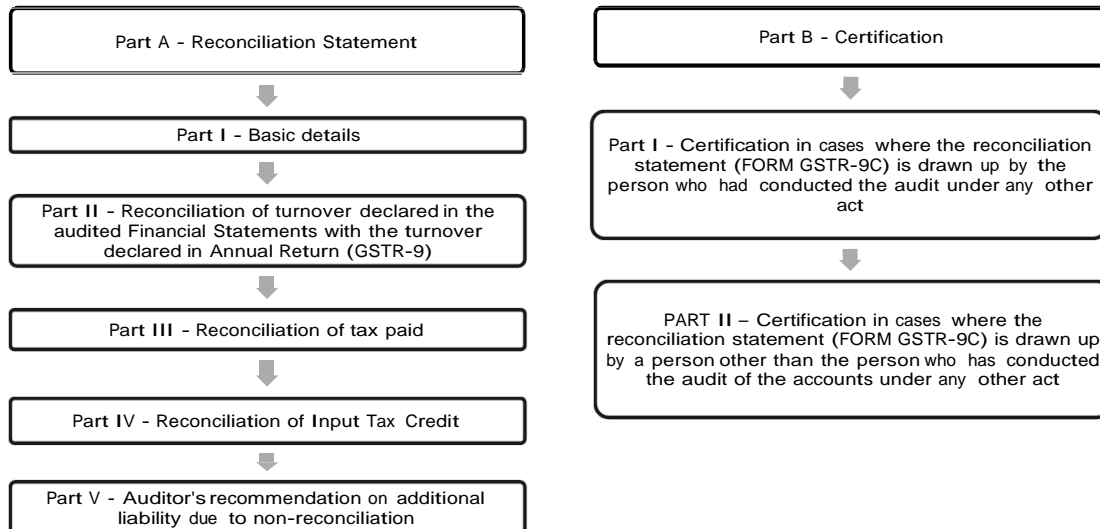 Part A - Reconciliation Statement
Part I - Basic details
Part II - Reconciliation of turnover declared in the
audited Financial Statements with the turnover
declared in Annual Return (GSTR-9)
Part III - Reconciliation of tax paid
Part IV - Reconciliation of Input Tax Credit
Part V - Auditor's recommendation on additional
liability due to non-reconciliation
Part B - Certification
Part I - Certification in cases where the reconciliation
statement (FORM GSTR-9C) is drawn up by the
person who had conducted the audit under any other
act
PART II – Certification in cases where the
reconciliation statement (FORM GSTR-9C) is drawn up
by a person other than the person who has conducted
the audit of the accounts under any other act